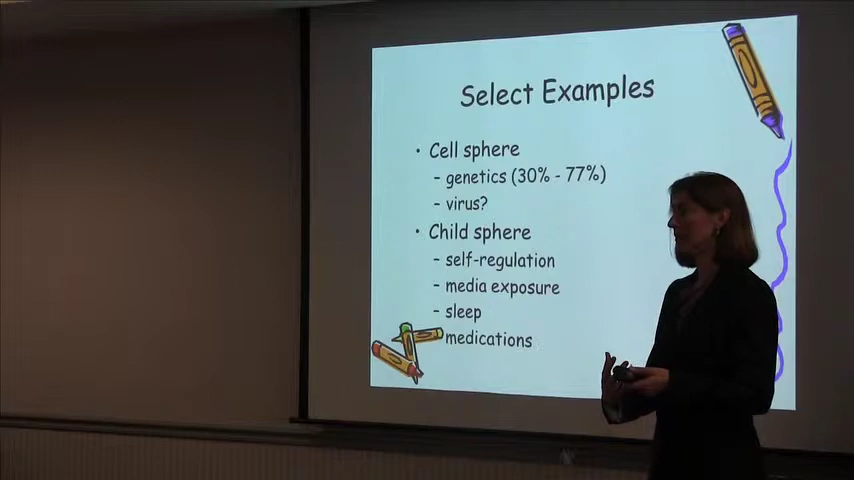 Select Examples
• Cell sphere
- genetics (30% - 77%)
- virus?
• Child sphere
- self-regulation
- media exposure
- sleep
medications